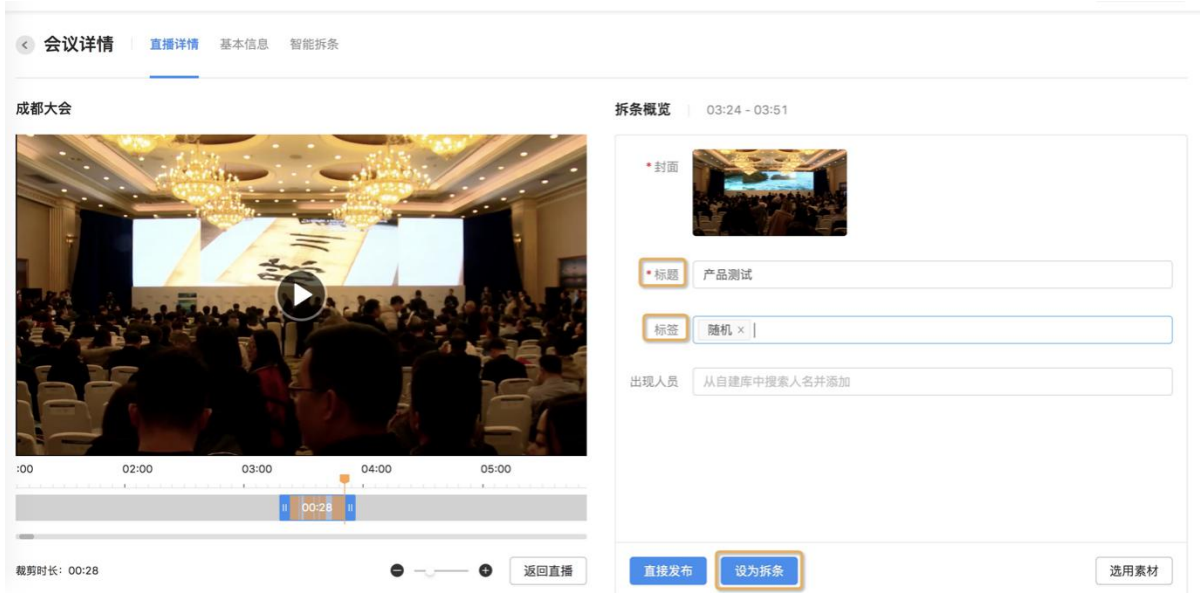 会议详情 直播详情 基本信息 智能拆条
成都大会
:00 02:00 03:00 04:00 05:00
00:28
裁剪时长：00:28 返回直播
拆条概览 03:24 - 03:51
* 封面
* 标题 产品测试
标签 随机 ×
出现人员 从自建库中搜索人名并添加
直接发布 设为拆条 选用素材